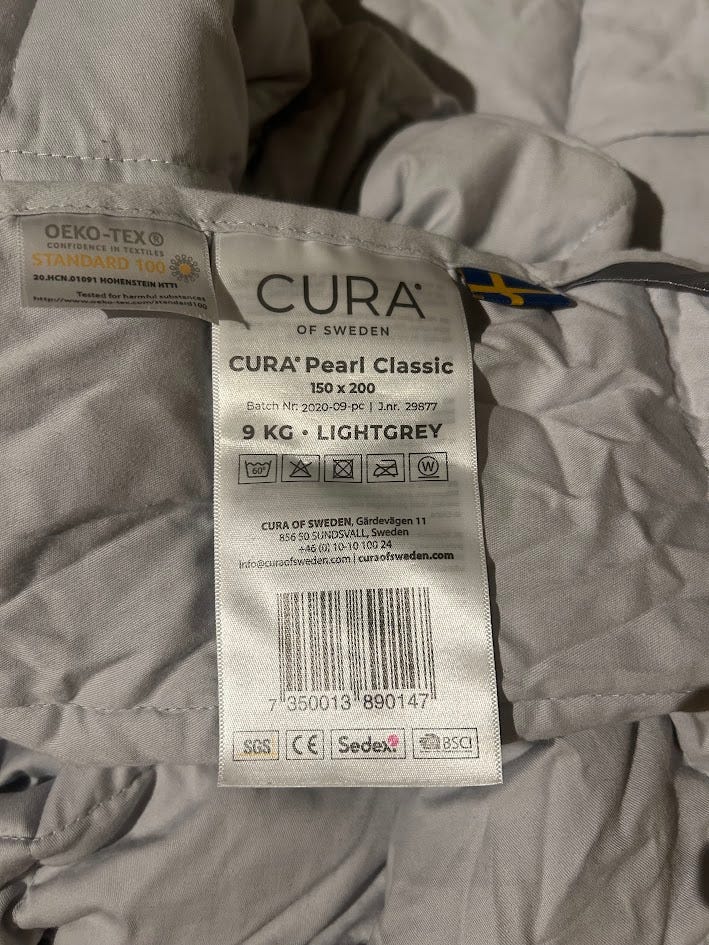 OEKO-TEX®
CONFIDENCE IN TEXTILES
STANDARD 100
20.HCN.01091 HOHENSTEIN HTTI
Tested for harmful substances
http://www.oeko-tex.com/standard100
CURA®
OF SWEDEN
CURA® Pearl Classic
150 x 200
Batch Nr: 2020-09-pc | J.nr. 29877
9 KG • LIGHTGREY
60°
W
CURA OF SWEDEN, Gärdevägen 11
856 50 SUNDSVALL, Sweden
+46 (0) 10-10 100 24
info@curaofsweden.com | curaofsweden.com
7 350013 890147
SGS CE Sedex BSCI